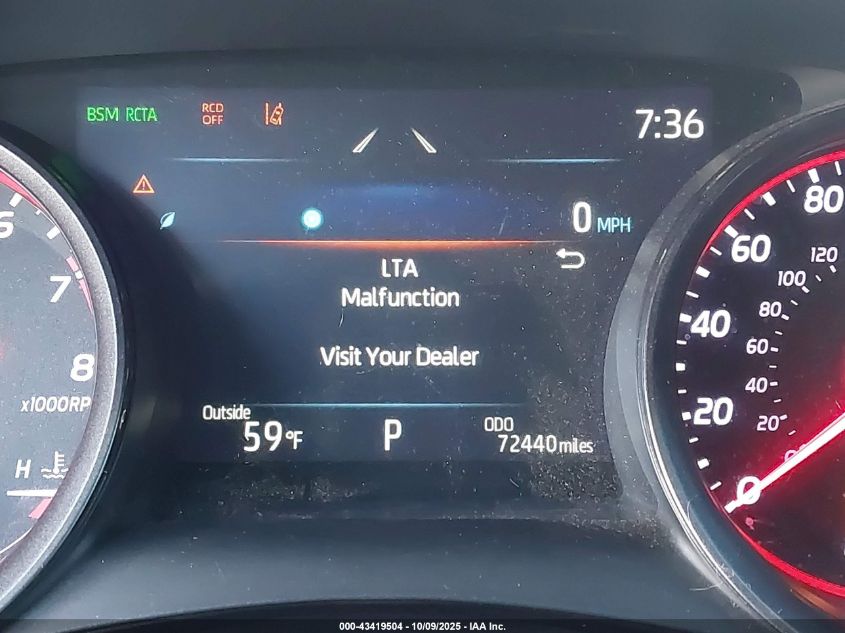 BSM RCTA
RCD
OFF
7:36
0 MPH
LTA
Malfunction
Visit Your Dealer
Outside
59°F
P
ODO
72440 miles
6
7
8
x1000RP
H
80
60
40
20
0
120
100
80
60
40
20
000-43419504 - 10/09/2025 - IAA Inc.